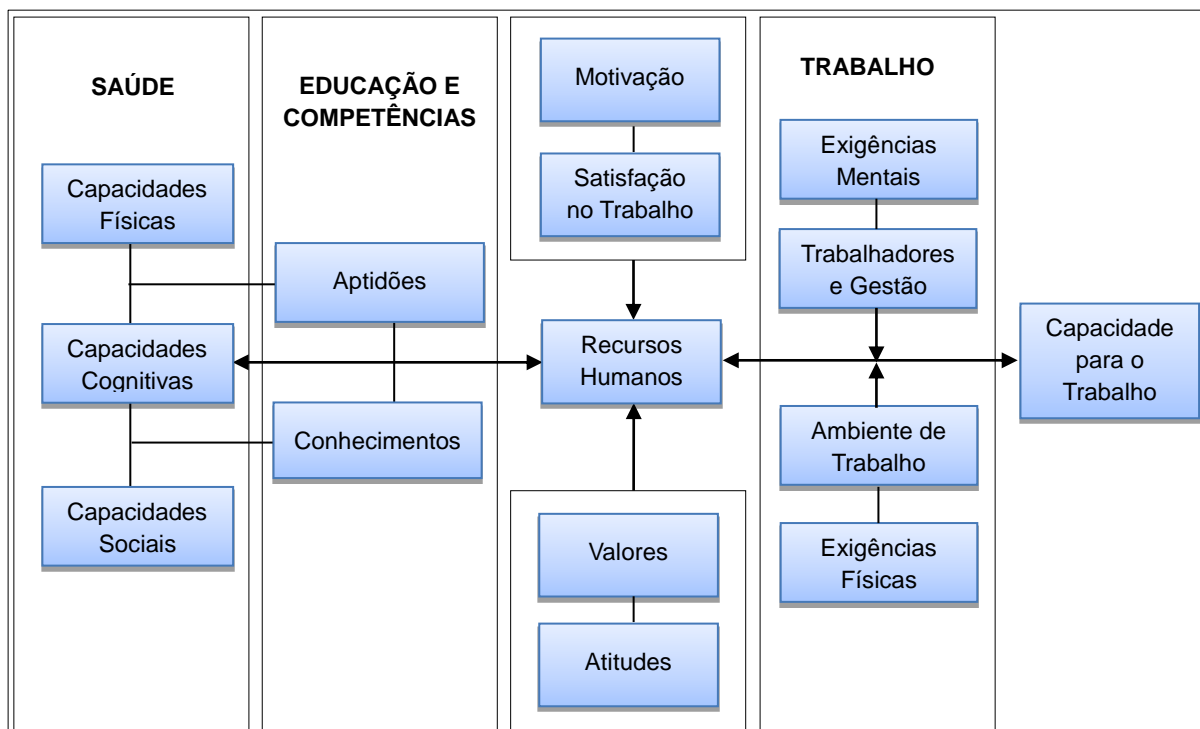 SAÚDE
Capacidades
Físicas
Capacidades
Cognitivas
Capacidades
Sociais
EDUCAÇÃO E
COMPETÊNCIAS
Aptidões
Conhecimentos
Motivação
Satisfação
no Trabalho
Recursos
Humanos
Valores
Atitudes
TRABALHO
Exigências
Mentais
Trabalhadores
e Gestão
Ambiente de
Trabalho
Exigências
Físicas
Capacidade
para o
Trabalho